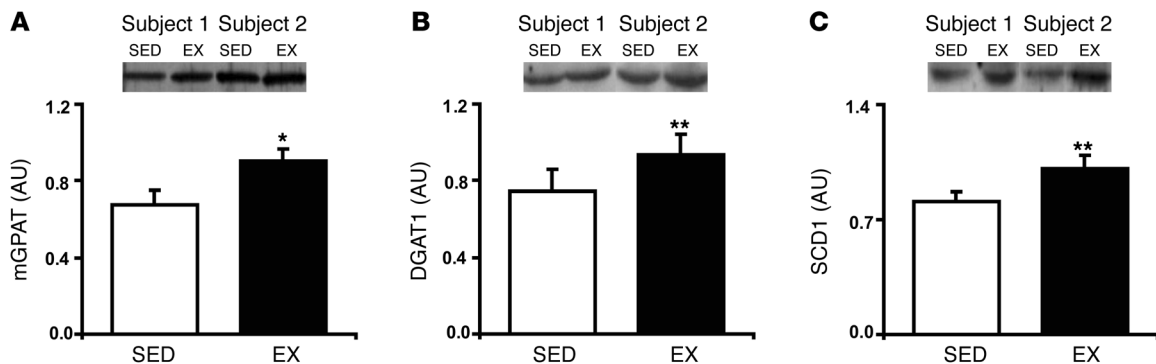 A
Subject 1 Subject 2
SED EX SED EX
mGPAT (AU)
1.2
0.8
0.4
0.0
*
SED EX
B
Subject 1 Subject 2
SED EX SED EX
DGAT1 (AU)
1.2
0.8
0.4
0.0
**
SED EX
C
Subject 1 Subject 2
SED EX SED EX
SCD1 (AU)
1.4
0.7
0.0
**
SED EX